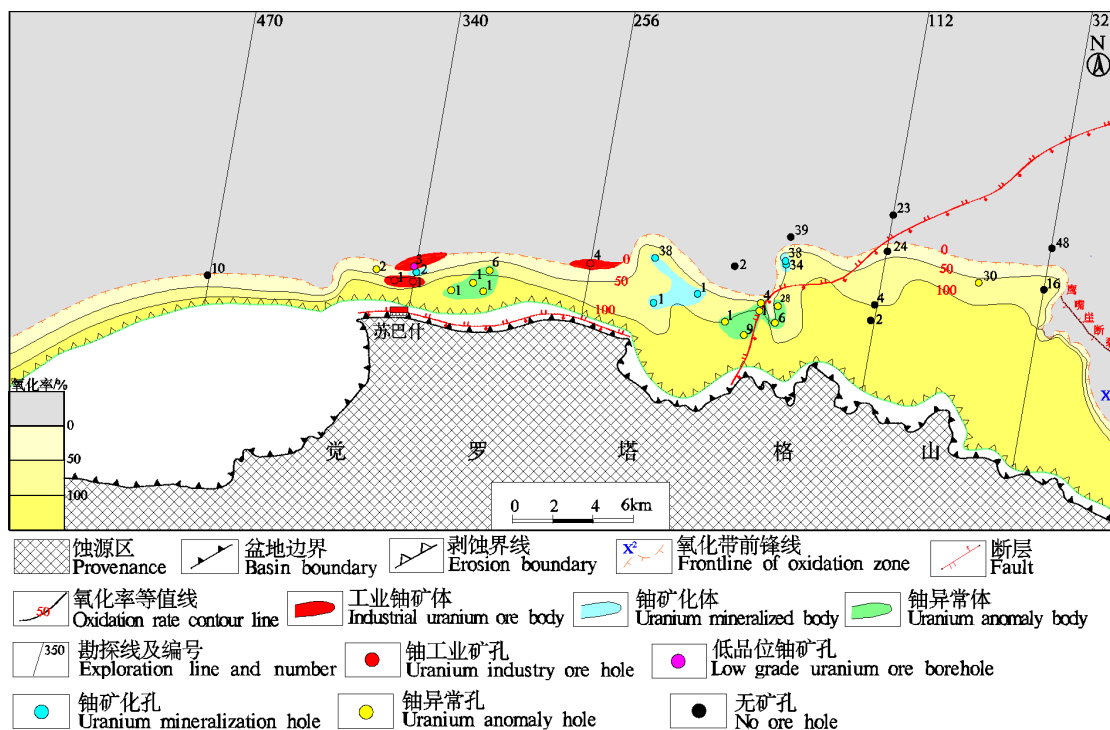 470
340
256
112
32
N
39
23
24
48
38
38
34
10
2
3
2
1
1
6
1
1
1
4
0
50
100
1
1
2
4
1
28
6
1
9
4
2
0
50
100
30
16
苏巴什
鹰嘴崖断裂
氧化率/%
0
50
100
X
觉 罗 塔 格 山
0 2 4 6km
蚀源区
Provenance
盆地边界
Basin boundary
剥蚀界线
Erosion boundary
X²
氧化带前锋线
Frontline of oxidation zone
断层
Fault
50
氧化率等值线
Oxidation rate contour line
工业铀矿体
Industrial uranium ore body
铀矿化体
Uranium mineralized body
铀异常体
Uranium anomaly body
350
勘探线及编号
Exploration line and number
铀工业矿孔
Uranium industry ore hole
低品位铀矿孔
Low grade uranium ore borehole
铀矿化孔
Uranium mineralization hole
铀异常孔
Uranium anomaly hole
无矿孔
No ore hole